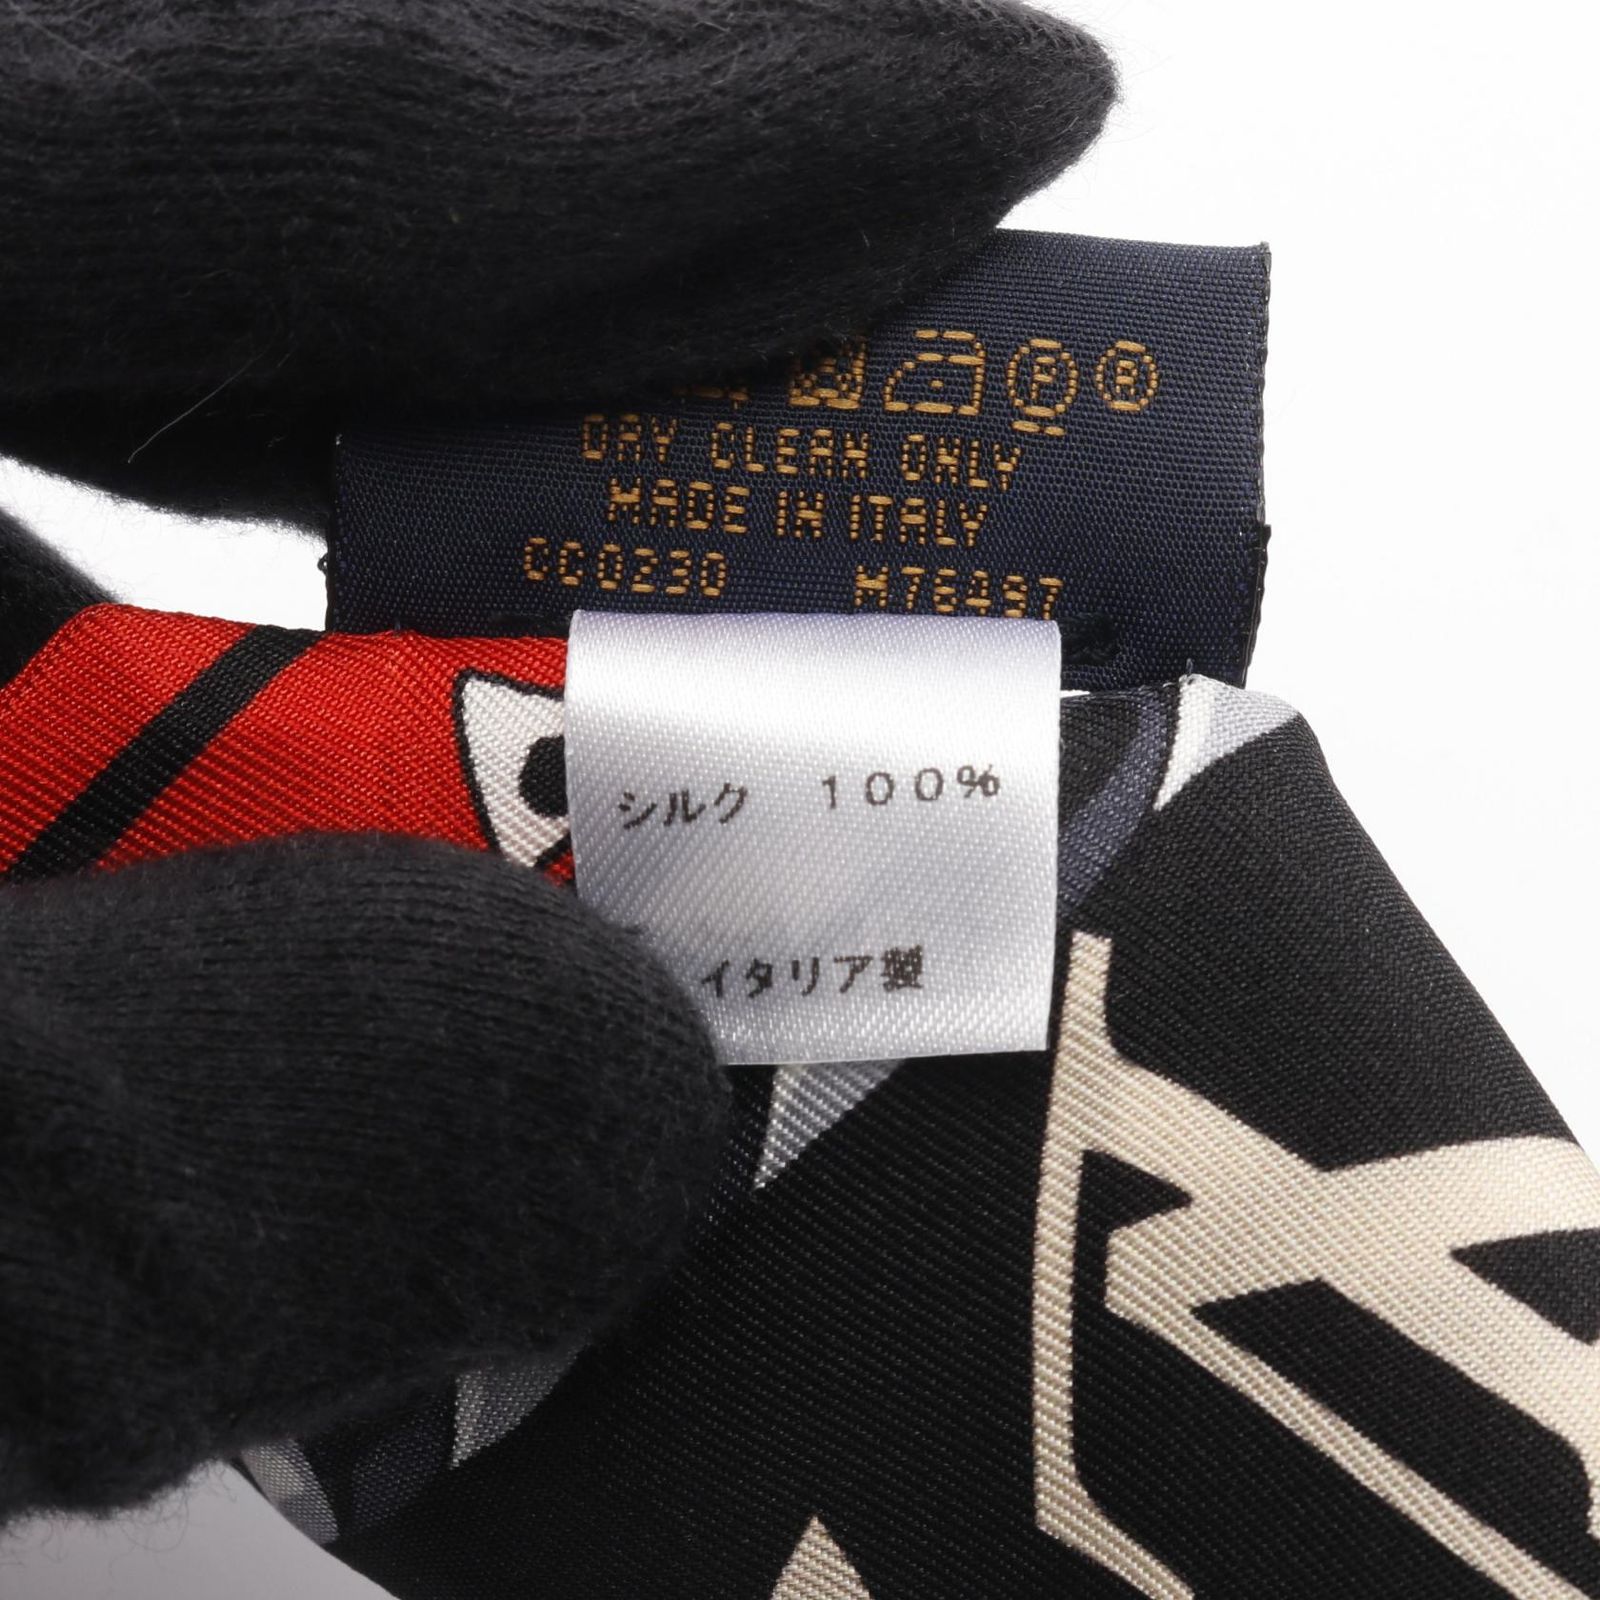 DRY CLEAN ONLY
MADE IN ITALY
CC0230 M76497
シルク 100%
イタリア製